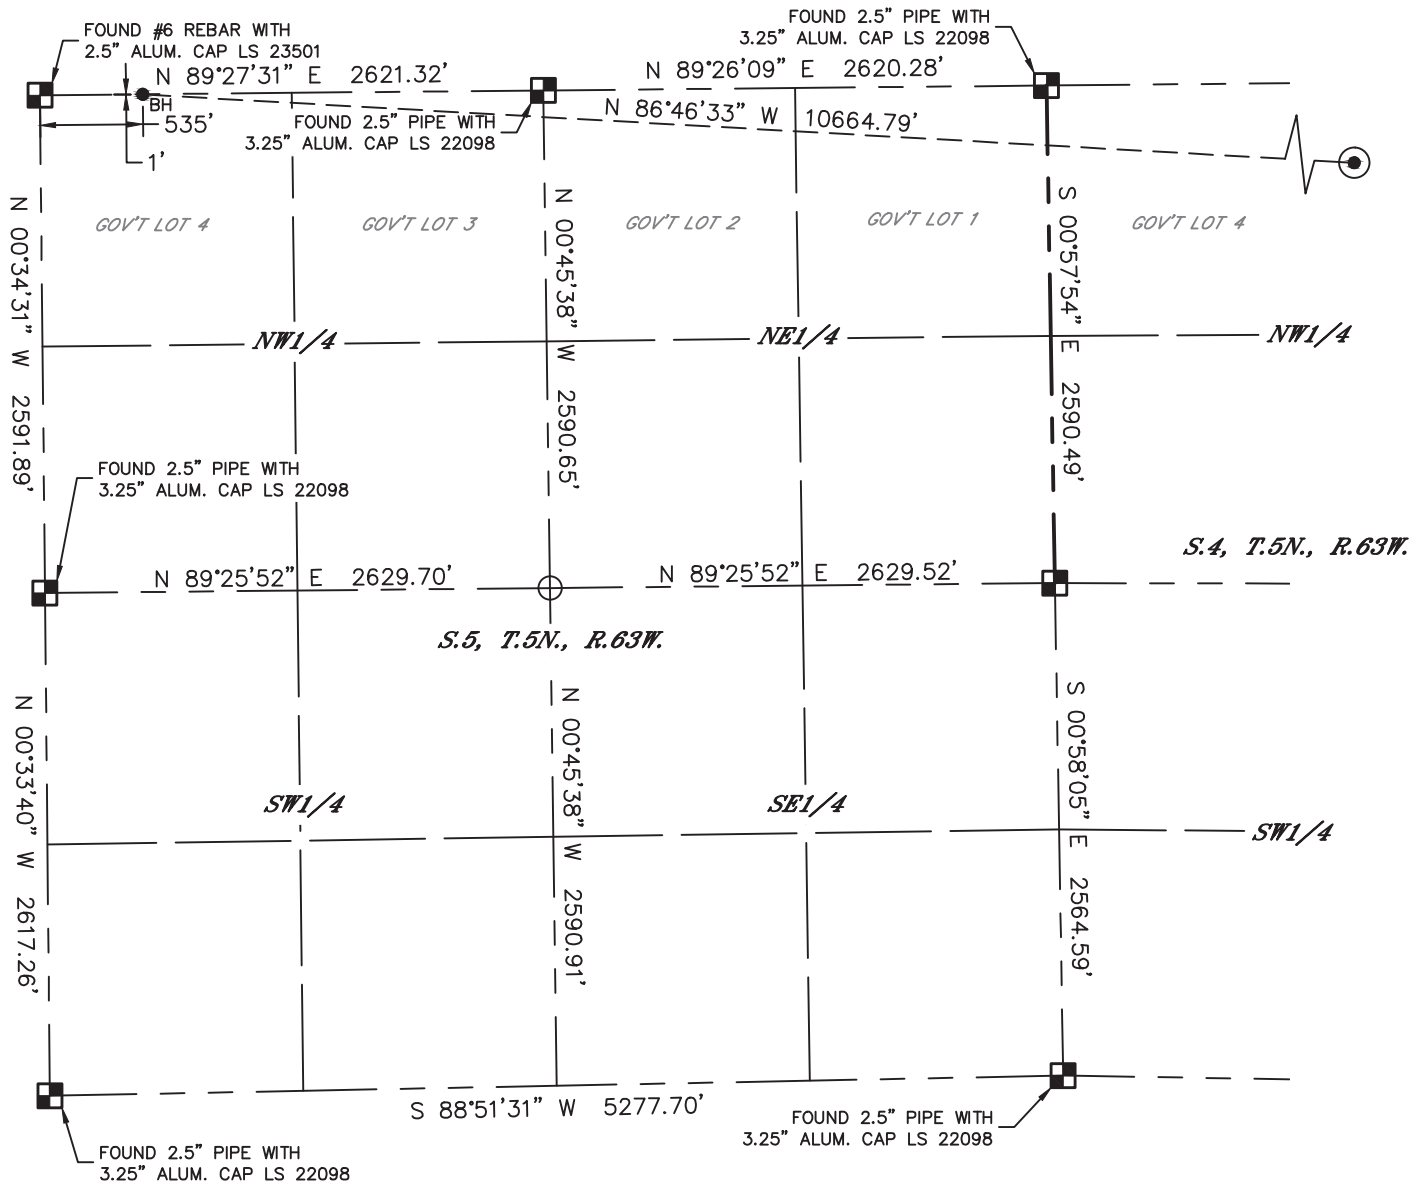 FOUND #6 REBAR WITH
2.5" ALUM. CAP LS 23501
FOUND 2.5" PIPE WITH
3.25" ALUM. CAP LS 22098
N 89°27'31" E 2621.32'
N 89°26'09" E 2620.28'
BH
535'
1'
FOUND 2.5" PIPE WITH
3.25" ALUM. CAP LS 22098
N 86°46'33" W 10664.79'
GOV'T LOT 4
GOV'T LOT 3
GOV'T LOT 2
GOV'T LOT 1
GOV'T LOT 4
N 00°34'31" W 2591.89'
N 00°45'38" W 2590.65'
S 00°57'54" E 2590.49'
NW1/4
NE1/4
NW1/4
FOUND 2.5" PIPE WITH
3.25" ALUM. CAP LS 22098
S.4, T.5N., R.63W.
N 89°25'52" E 2629.70'
N 89°25'52" E 2629.52'
S.5, T.5N., R.63W.
N 00°33'40" W 2617.26'
N 00°45'38" W 2590.91'
S 00°58'05" E 2564.59'
SW1/4
SE1/4
SW1/4
S 88°51'31" W 5277.70'
FOUND 2.5" PIPE WITH
3.25" ALUM. CAP LS 22098
FOUND 2.5" PIPE WITH
3.25" ALUM. CAP LS 22098